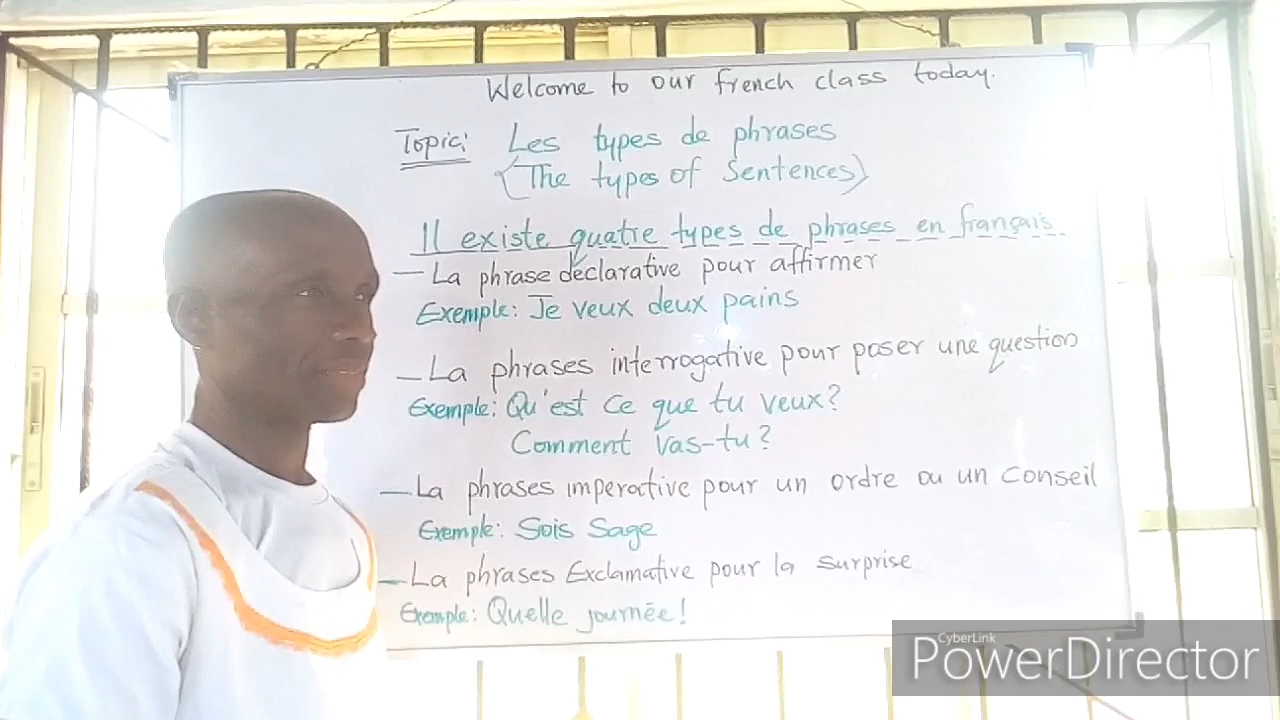 Welcome to our french class today.
Topic: Les types de phrases
(The types of Sentences)
Il existe quatre types de phrases en français.
— La phrase déclarative pour affirmer
Exemple: Je veux deux pains
— La phrases interrogative pour poser une question
Exemple: Qu'est ce que tu veux?
Comment vas-tu?
— La phrases imperative pour un ordre ou un Conseil
Exemple: Sois Sage
— La phrases Exclamative pour la surprise
Exemple: Quelle journée!
CyberLink
PowerDirector